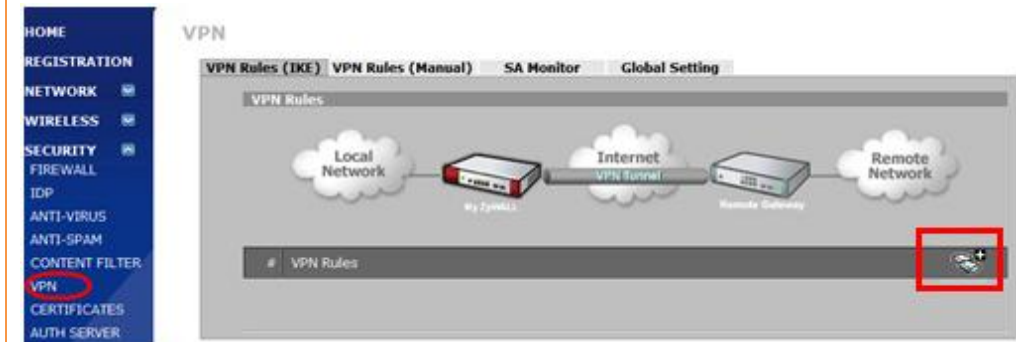 HOME
REGISTRATION
NETWORK
WIRELESS
SECURITY
FIREWALL
IDP
ANTI-VIRUS
ANTI-SPAM
CONTENT FILTER
VPN
CERTIFICATES
AUTH SERVER
VPN
VPN Rules (IKE) VPN Rules (Manual) SA Monitor Global Setting
VPN Rules
Local
Network
My ZyWALL
Internet
VPN Tunnel
Remote Gateway
Remote
Network
# VPN Rules